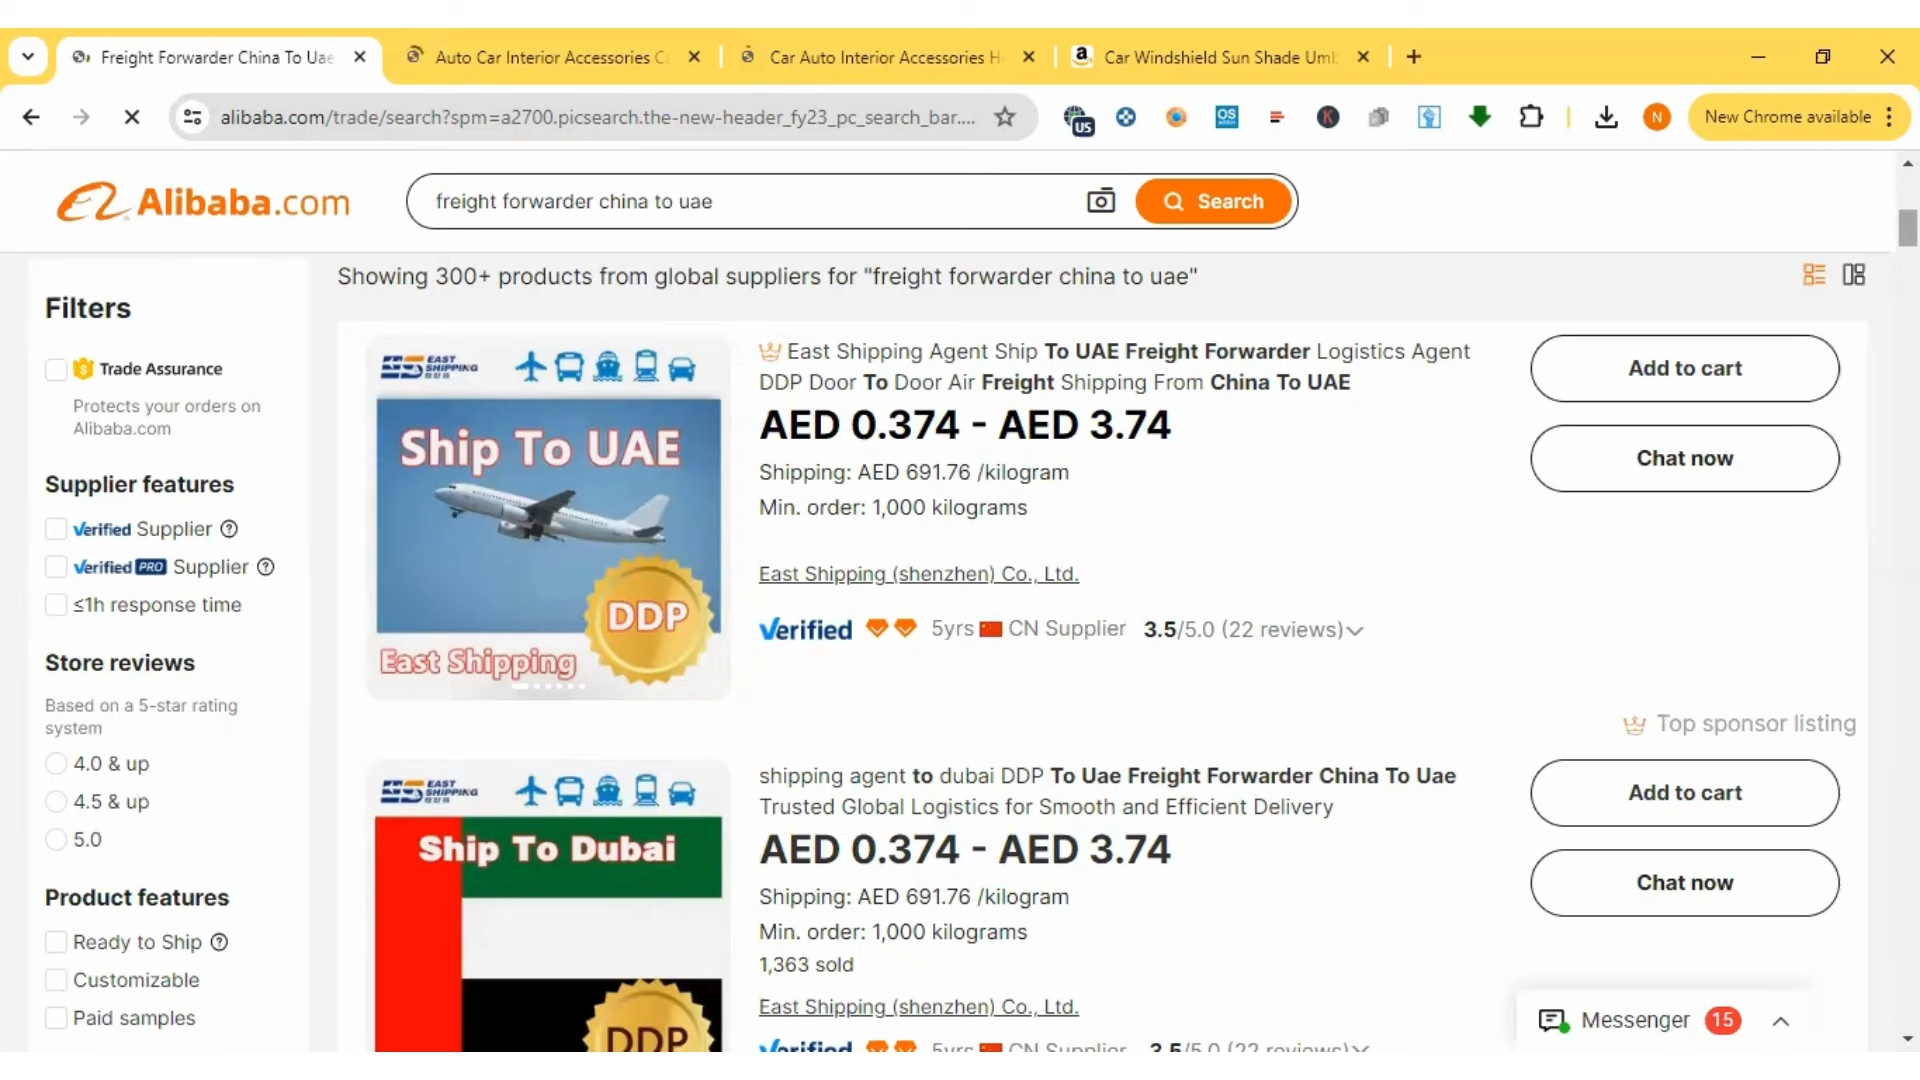 Freight Forwarder China To Uae
Auto Car Interior Accessories
Car Auto Interior Accessories H
Car Windshield Sun Shade Umb
alibaba.com/trade/search?spm=a2700.picsearch.the-new-header_fy23_pc_search_bar....
US
OS
K
N
New Chrome available
Alibaba.com
freight forwarder china to uae
Search
Showing 300+ products from global suppliers for "freight forwarder china to uae"
Filters
Trade Assurance
Protects your orders on
Alibaba.com
Supplier features
Verified Supplier
Verified PRO Supplier
≤1h response time
Store reviews
Based on a 5-star rating
system
4.0 & up
4.5 & up
5.0
Product features
Ready to Ship
Customizable
Paid samples
EAST
SHIPPING
Ship To UAE
DDP
East Shipping
East Shipping Agent Ship To UAE Freight Forwarder Logistics Agent
DDP Door To Door Air Freight Shipping From China To UAE
AED 0.374 - AED 3.74
Shipping: AED 691.76 /kilogram
Min. order: 1,000 kilograms
East Shipping (shenzhen) Co., Ltd.
Verified 5yrs CN Supplier 3.5/5.0 (22 reviews)
Add to cart
Chat now
Top sponsor listing
EAST
SHIPPING
Ship To Dubai
DDP
shipping agent to dubai DDP To Uae Freight Forwarder China To Uae
Trusted Global Logistics for Smooth and Efficient Delivery
AED 0.374 - AED 3.74
Shipping: AED 691.76 /kilogram
Min. order: 1,000 kilograms
1,363 sold
East Shipping (shenzhen) Co., Ltd.
Verified 5yrs CN Supplier 3.5/5.0 (22 reviews)
Add to cart
Chat now
Messenger 15